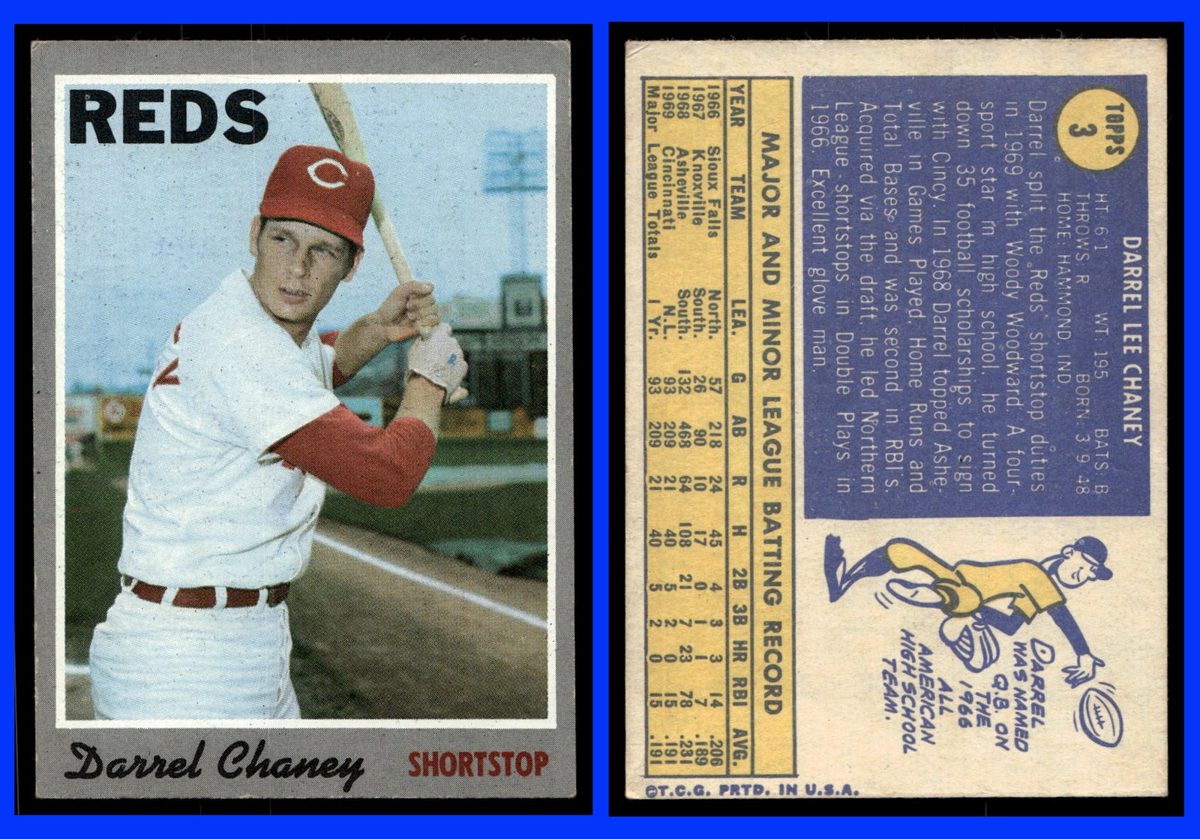 REDS
C
Darrel Chaney
SHORTSTOP
TOPPS
3
DARREL LEE CHANEY
HT: 6'1 WT: 195 BATS: B
THROWS: R BORN: 3 9 48
HOME: HAMMOND, IND
Darrel split the Reds' shortstop duties
in 1969 with Woody Woodward. A four-
sport star in high school, he turned
down 35 football scholarships to sign
with Cincy. In 1968 Darrel topped Ashe-
ville in Games Played, Home Runs and
Total Bases and was second in RBI's.
Acquired via the draft, he led Northern
League shortstops in Double Plays in
1966. Excellent glove man.
DARREL
WAS NAMED
Q.B. ON
THE
1966
ALL
AMERICAN
HIGH SCHOOL
TEAM.
MAJOR AND MINOR LEAGUE BATTING RECORD
YEAR TEAM LEA. G AB R H 2B 3B HR RBI AVG.
1966 Sioux Falls North. 57 218 24 45 4 3 3 14 .206
1967 Knoxville South. 26 90 10 17 0 1 1 7 .189
1968 Asheville South. 132 468 64 108 21 7 23 78 .231
1969 Cincinnati N.L. 93 209 21 40 5 2 0 15 .191
Major League Totals 1 Yr. 93 209 21 40 5 2 0 15 .191
©T.C.G. PRTD. IN U.S.A.